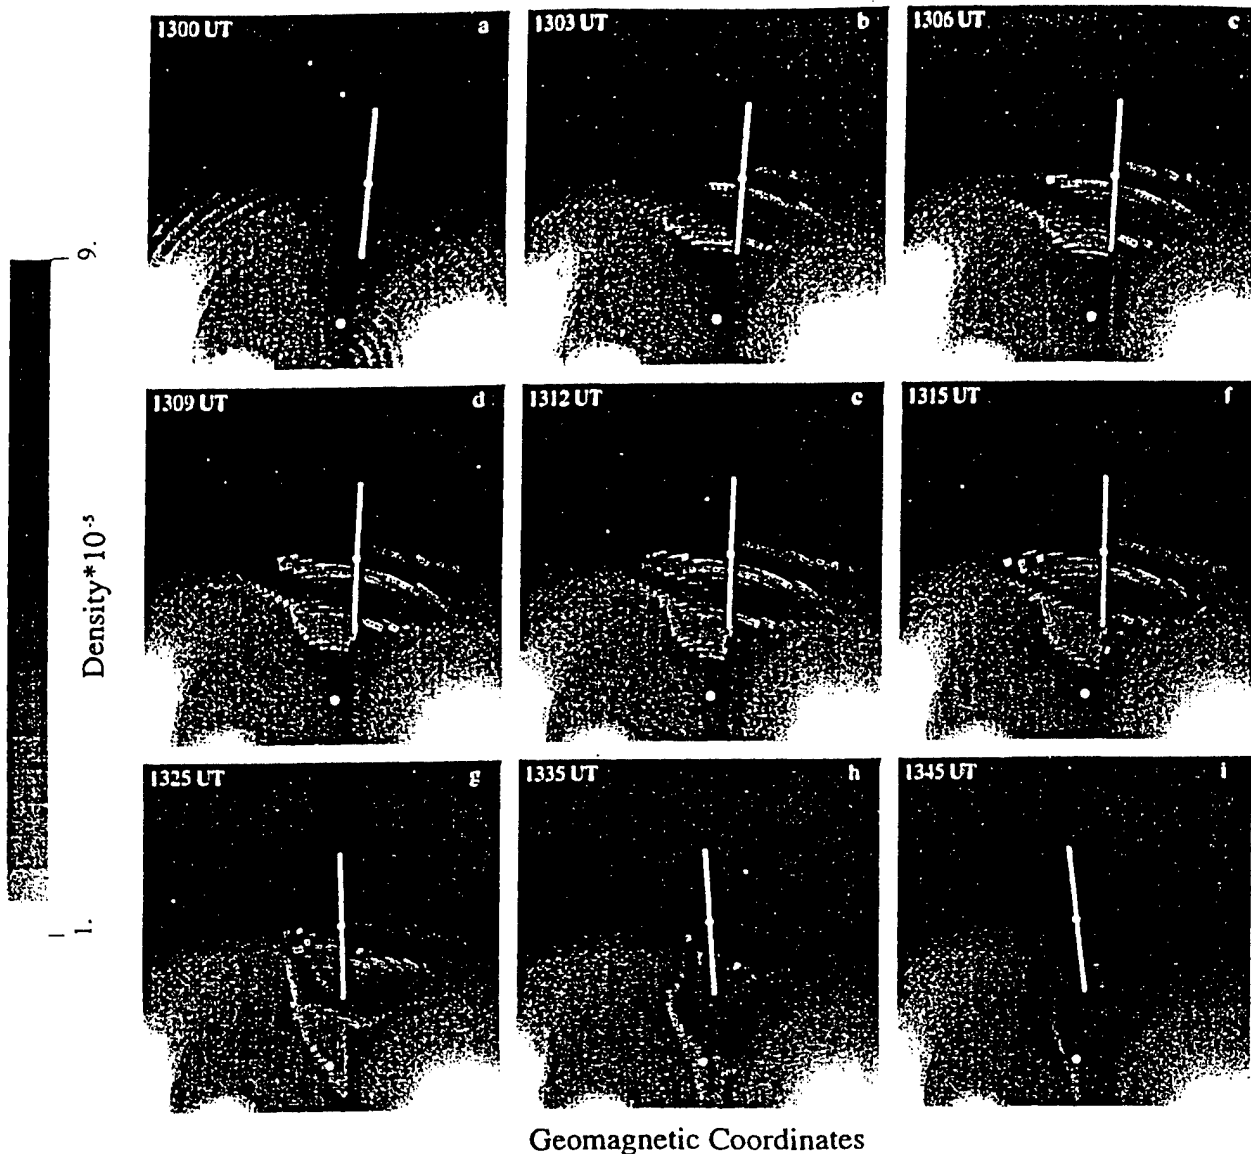 1300 UT a
1303 UT b
1306 UT c
9.
Density*10⁻⁵
1.
1309 UT d
1312 UT e
1315 UT f
1325 UT g
1335 UT h
1345 UT i
Geomagnetic Coordinates